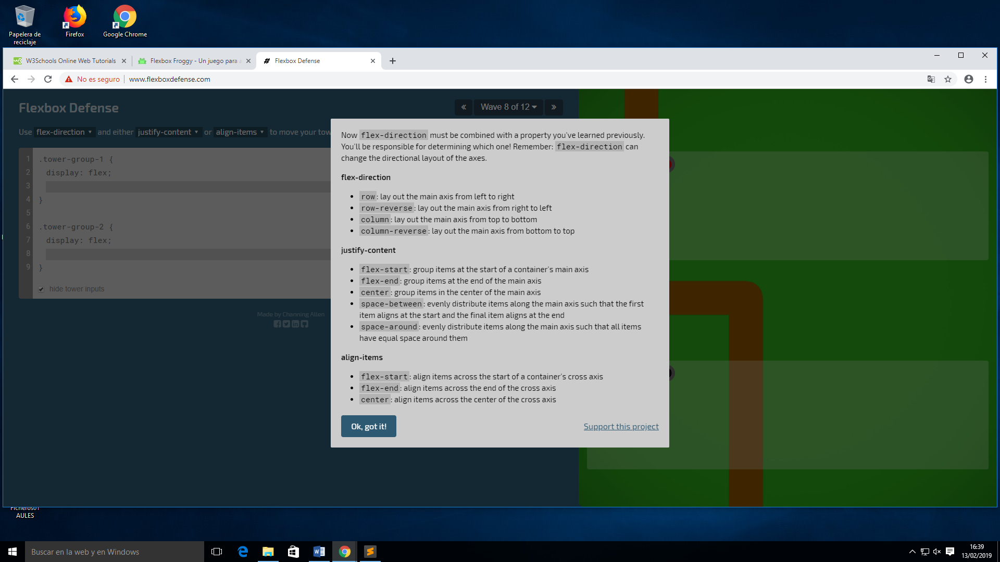 Papelera de
reciclaje
Firefox
Google Chrome
W3Schools Online Web Tutorials
Flexbox Froggy - Un juego para a
Flexbox Defense
No es seguro
www.flexboxdefense.com
Flexbox Defense
« Wave 8 of 12 »
Use flex-direction and either justify-content or align-items to move your tow
1 .tower-group-1 {
2 display: flex;
3
4 }
5
6 .tower-group-2 {
7 display: flex;
8
9 }
hide tower inputs
Made by Channing Allen
Now flex-direction must be combined with a property you've learned previously.
You'll be responsible for determining which one! Remember: flex-direction can
change the directional layout of the axes.
flex-direction
row: lay out the main axis from left to right
row-reverse: lay out the main axis from right to left
column: lay out the main axis from top to bottom
column-reverse: lay out the main axis from bottom to top
justify-content
flex-start: group items at the start of a container's main axis
flex-end: group items at the end of the main axis
center: group items in the center of the main axis
space-between: evenly distribute items along the main axis such that the first
item aligns at the start and the final item aligns at the end
space-around: evenly distribute items along the main axis such that all items
have equal space around them
align-items
flex-start: align items across the start of a container's cross axis
flex-end: align items across the end of the cross axis
center: align items across the center of the cross axis
Ok, got it!
Support this project
Ficheros01
AULES
Buscar en la web y en Windows
16:39
13/02/2019